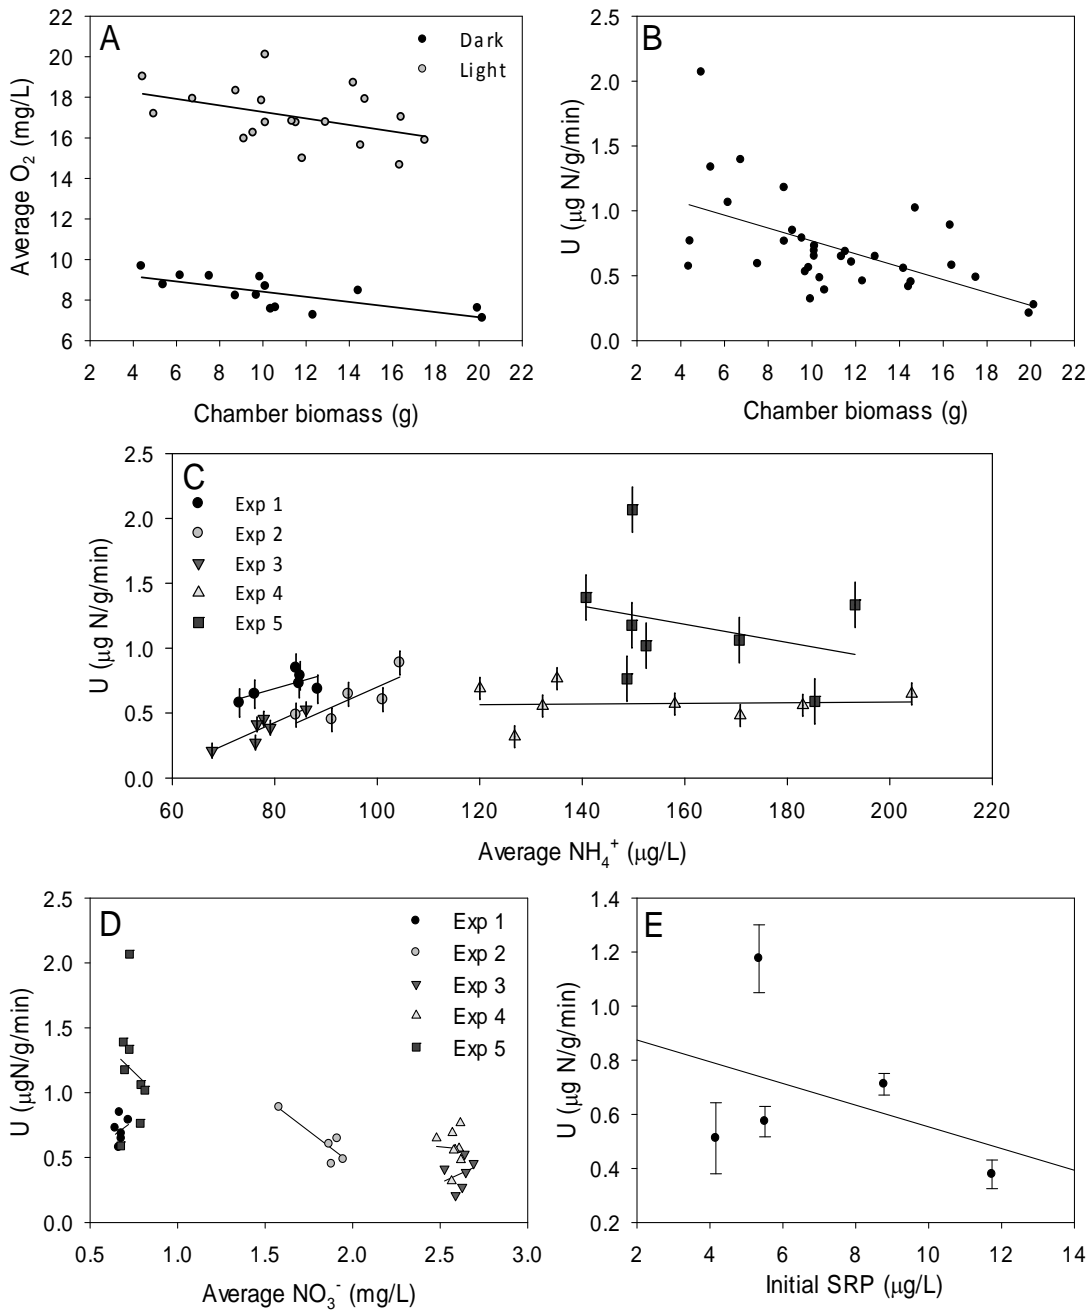 A
Dark
Light
22
20
18
16
14
12
10
8
6
Average O₂ (mg/L)
2 4 6 8 10 12 14 16 18 20 22
Chamber biomass (g)
B
2.5
2.0
1.5
1.0
0.5
0.0
U (μg N/g/min)
2 4 6 8 10 12 14 16 18 20 22
Chamber biomass (g)
C
Exp 1
Exp 2
Exp 3
Exp 4
Exp 5
2.5
2.0
1.5
1.0
0.5
0.0
U (μg N/g/min)
60 80 100 120 140 160 180 200 220
Average NH₄⁺ (μg/L)
D
Exp 1
Exp 2
Exp 3
Exp 4
Exp 5
2.5
2.0
1.5
1.0
0.5
0.0
U (μgN/g/min)
0.5 1.0 1.5 2.0 2.5 3.0
Average NO₃⁻ (mg/L)
E
1.4
1.2
1.0
0.8
0.6
0.4
0.2
U (μg N/g/min)
2 4 6 8 10 12 14
Initial SRP (μg/L)